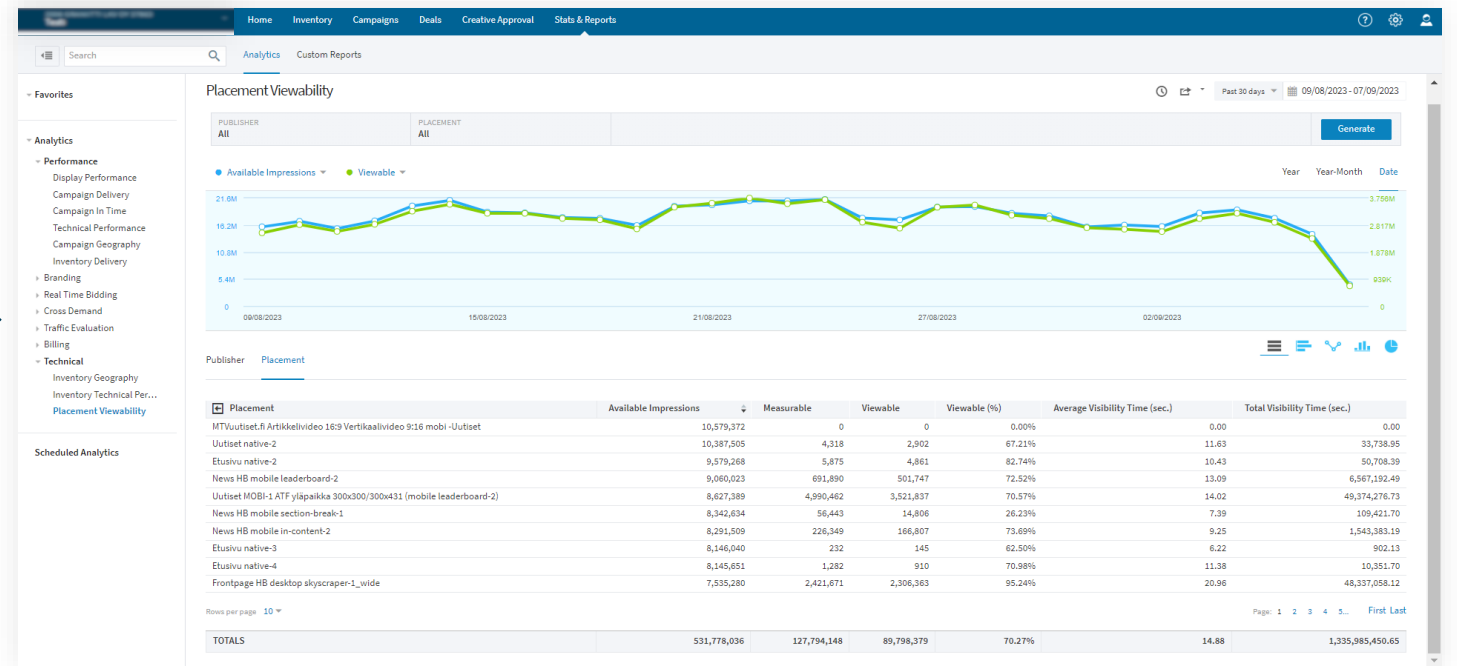 Home Inventory Campaigns Deals Creative Approval Stats & Reports
Search Analytics Custom Reports
Favorites
Analytics
Performance
Display Performance
Campaign Delivery
Campaign In Time
Technical Performance
Campaign Geography
Inventory Delivery
Branding
Real Time Bidding
Cross Demand
Traffic Evaluation
Billing
Technical
Inventory Geography
Inventory Technical Per...
Placement Viewability
Scheduled Analytics
Placement Viewability
Past 30 days 09/08/2023 - 07/09/2023
PUBLISHER PLACEMENT
All All
Generate
Available Impressions Viewable Year Year-Month Date
21.6M 3.756M
16.2M 2.817M
10.8M 1.878M
5.4M 939K
0 0
09/08/2023 15/08/2023 21/08/2023 27/08/2023 02/09/2023
Publisher Placement
Placement Available Impressions Measurable Viewable Viewable (%) Average Visibility Time (sec.) Total Visibility Time (sec.)
MTVuutiset.fi Artikkelivideo 16:9 Vertikaalivideo 9:16 mobi -Uutiset 10,579,372 0 0 0.00% 0.00 0.00
Uutiset native-2 10,387,505 4,318 2,902 67.21% 11.63 33,738.95
Etusivu native-2 9,579,268 5,875 4,861 82.74% 10.43 50,708.39
News HB mobile leaderboard-2 9,060,023 691,890 501,747 72.52% 13.09 6,567,192.49
Uutiset MOBI-1 ATF yläpaikka 300x300/300x431 (mobile leaderboard-2) 8,627,389 4,990,462 3,521,837 70.57% 14.02 49,374,276.73
News HB mobile section-break-1 8,342,634 56,443 14,806 26.23% 7.39 109,421.70
News HB mobile in-content-2 8,291,509 226,349 166,807 73.69% 9.25 1,543,383.19
Etusivu native-3 8,146,040 232 145 62.50% 6.22 902.13
Etusivu native-4 8,145,651 1,282 910 70.98% 11.38 10,351.70
Frontpage HB desktop skyscraper-1_wide 7,535,280 2,421,671 2,306,363 95.24% 20.96 48,337,058.12
Rows per page 10 Page: 1 2 3 4 5... First Last
TOTALS 531,778,036 127,794,148 89,798,379 70.27% 14.88 1,335,985,450.65